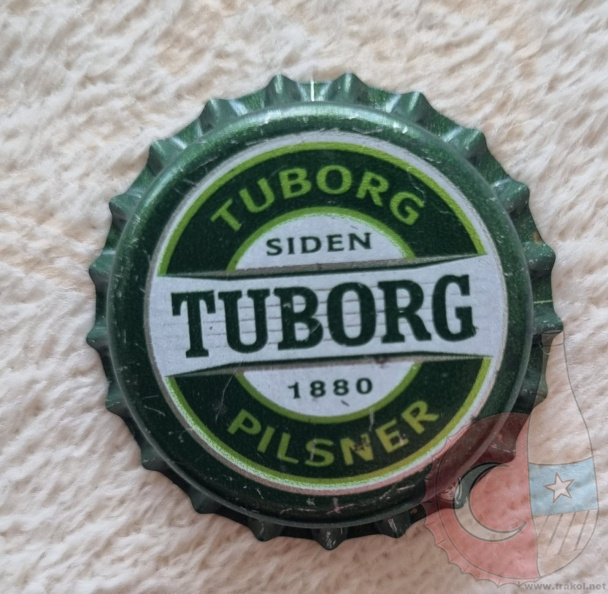 TUBORG
SIDEN
TUBORG
1880
PILSNER
www.frakol.net